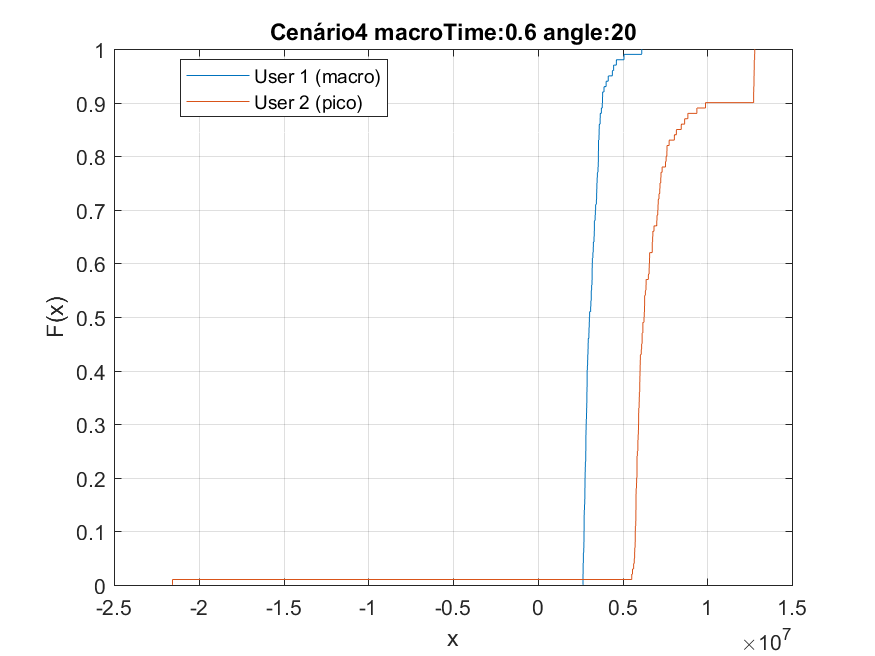 Cenário4 macroTime:0.6 angle:20
User 1 (macro)
User 2 (pico)
F(x)
1
0.9
0.8
0.7
0.6
0.5
0.4
0.3
0.2
0.1
0
-2.5 -2 -1.5 -1 -0.5 0 0.5 1 1.5
x
×10⁷